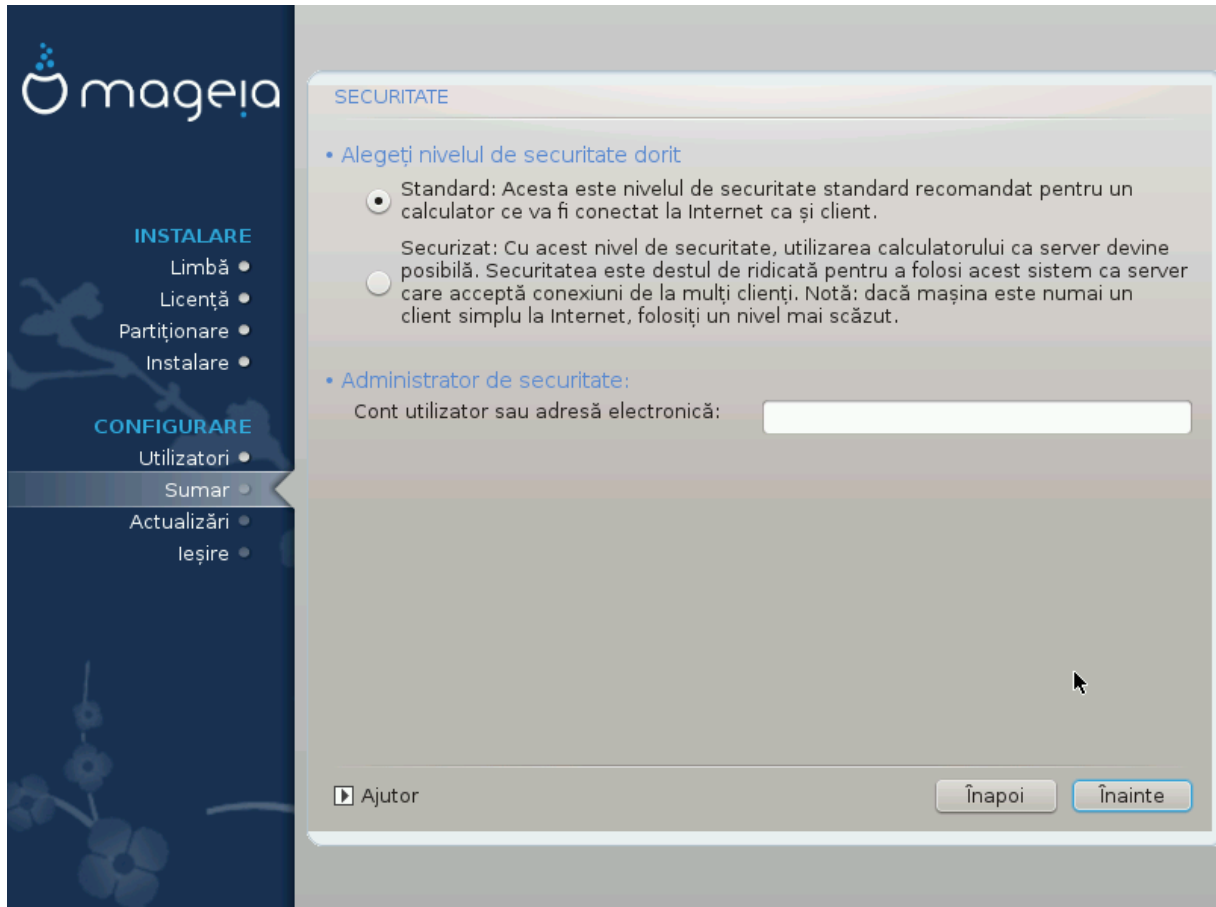 mageia
INSTALARE
Limbă
Licență
Partiționare
Instalare
CONFIGURARE
Utilizatori
Sumar
Actualizări
Ieșire
SECURITATE
• Alegeți nivelul de securitate dorit
Standard: Acesta este nivelul de securitate standard recomandat pentru un
calculator ce va fi conectat la Internet ca și client.
Securizat: Cu acest nivel de securitate, utilizarea calculatorului ca server devine
posibilă. Securitatea este destul de ridicată pentru a folosi acest sistem ca server
care acceptă conexiuni de la mulți clienți. Notă: dacă mașina este numai un
client simplu la Internet, folosiți un nivel mai scăzut.
• Administrator de securitate:
Cont utilizator sau adresă electronică:
Ajutor
Înapoi
Înainte